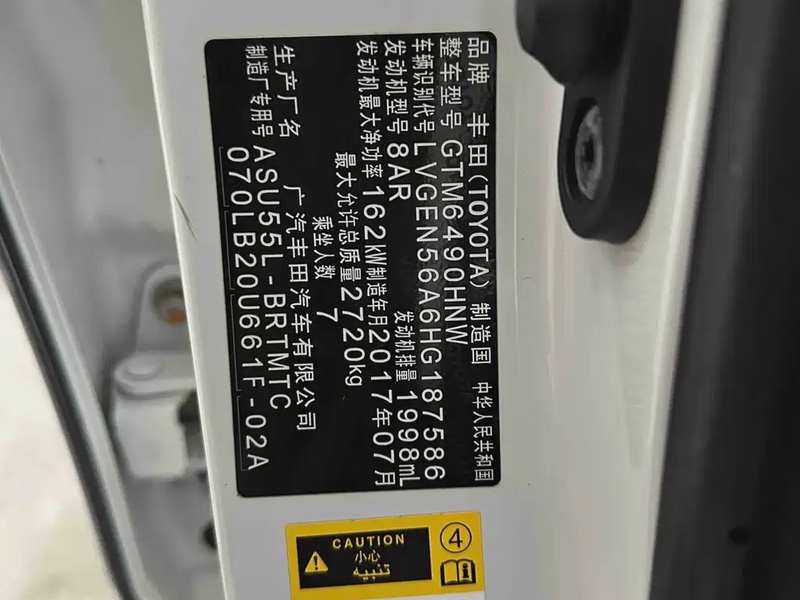 品牌 丰田(TOYOTA) 制造国 中华人民共和国
整车型号 GTM6490HNW
车辆识别代号 LVGEN56A6HG187586
发动机型号 8AR 发动机排量 1998mL
发动机最大净功率 162kW 制造年月 2017年07月
最大允许总质量 2720kg
乘坐人数 7
生产厂名 广汽丰田汽车有限公司
制造厂专用号 ASU55L-BRTMTC
070LB20U661F-02A
CAUTION
小心
تنبيه
4